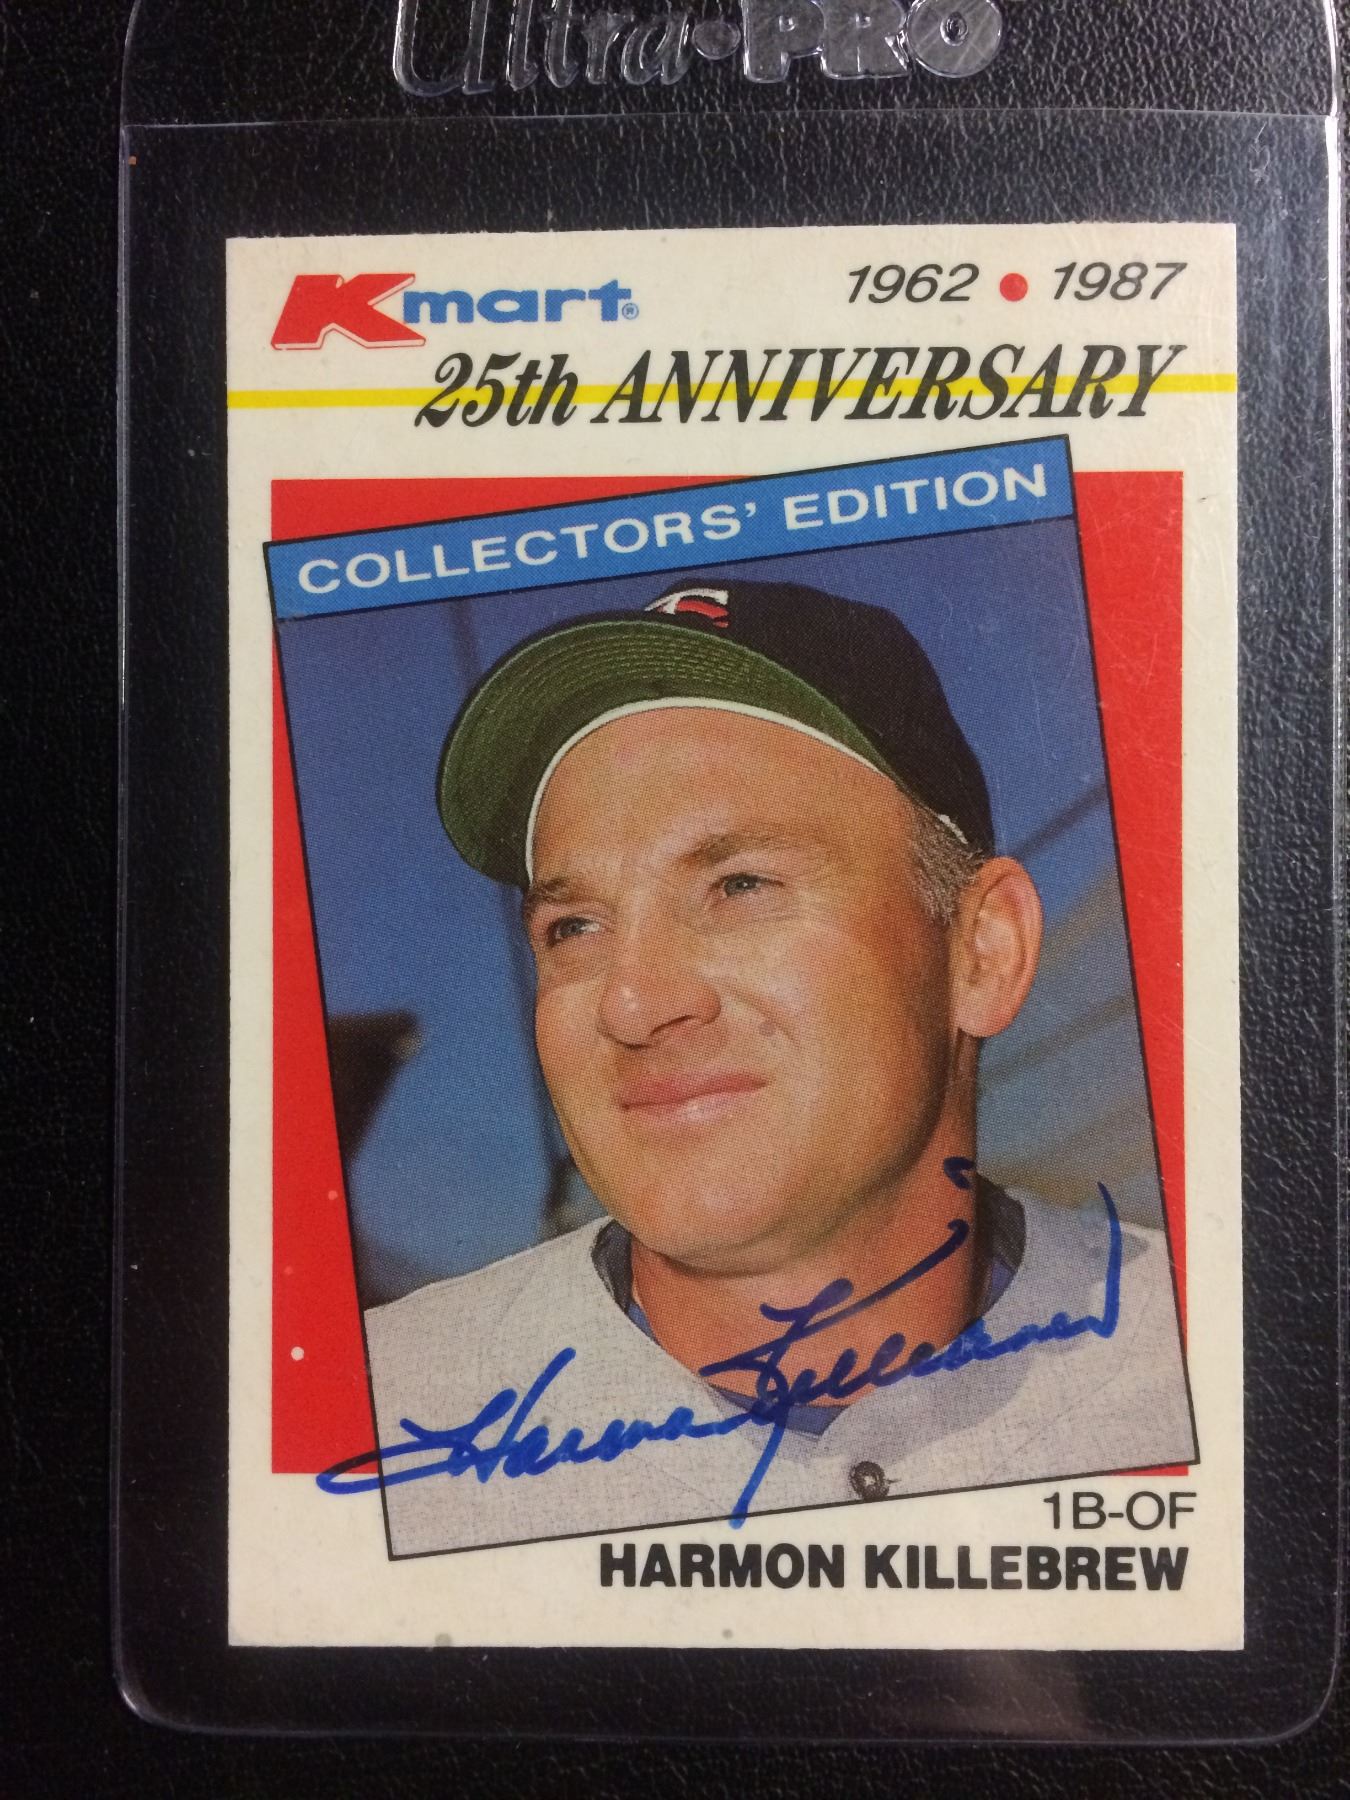 Ultra•PRO
Kmart® 1962 • 1987
25th ANNIVERSARY
COLLECTORS' EDITION
Harmon Killebrew
1B-OF
HARMON KILLEBREW